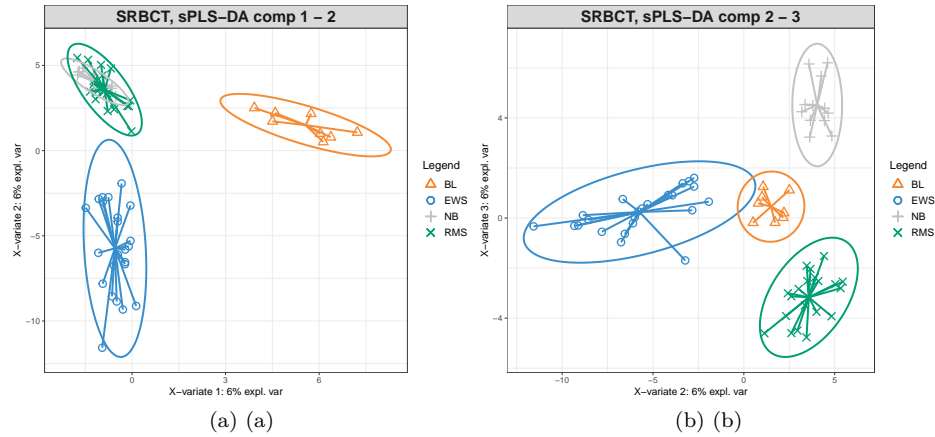 SRBCT, sPLS−DA comp 1 − 2
5
0
−5
−10
X−variate 2: 6% expl. var
0
3
6
X−variate 1: 6% expl. var
Legend
BL
EWS
NB
RMS
(a) (a)
SRBCT, sPLS−DA comp 2 − 3
4
0
−4
X−variate 3: 6% expl. var
−10
−5
0
5
X−variate 2: 6% expl. var
Legend
BL
EWS
NB
RMS
(b) (b)